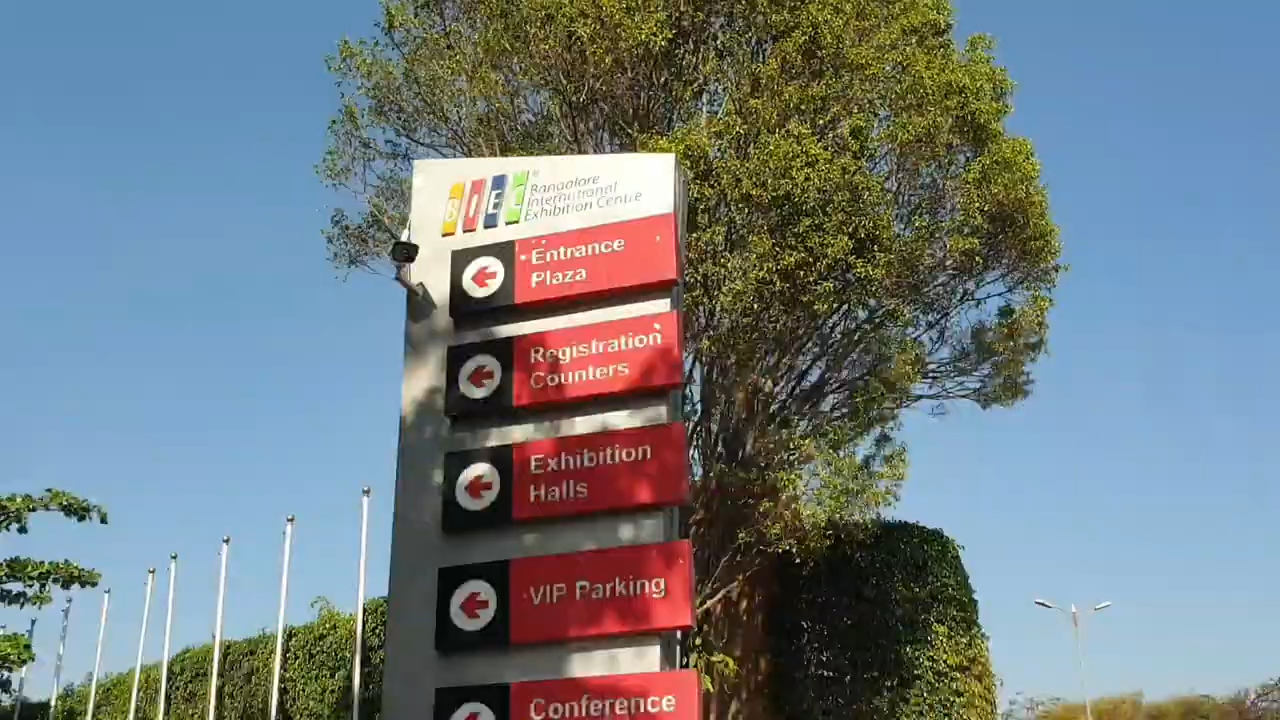 BIEC®
Bangalore
International
Exhibition Centre
Entrance
Plaza
Registration
Counters
Exhibition
Halls
VIP Parking
Conference